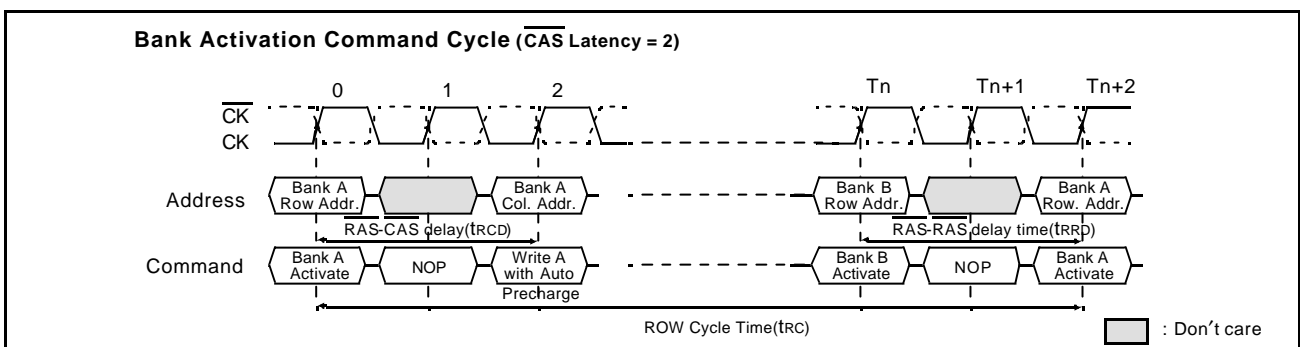 Bank Activation Command Cycle (CAS Latency = 2)
0 1 2 Tn Tn+1 Tn+2
CK
CK
Address
Bank A
Row Addr.
Bank A
Col. Addr.
Bank B
Row Addr.
Bank A
Row. Addr.
RAS-CAS delay(tRCD)
RAS-RAS delay time(tRRD)
Command
Bank A
Activate
NOP
Write A
with Auto
Precharge
Bank B
Activate
NOP
Bank A
Activate
ROW Cycle Time(tRC)
: Don′t care